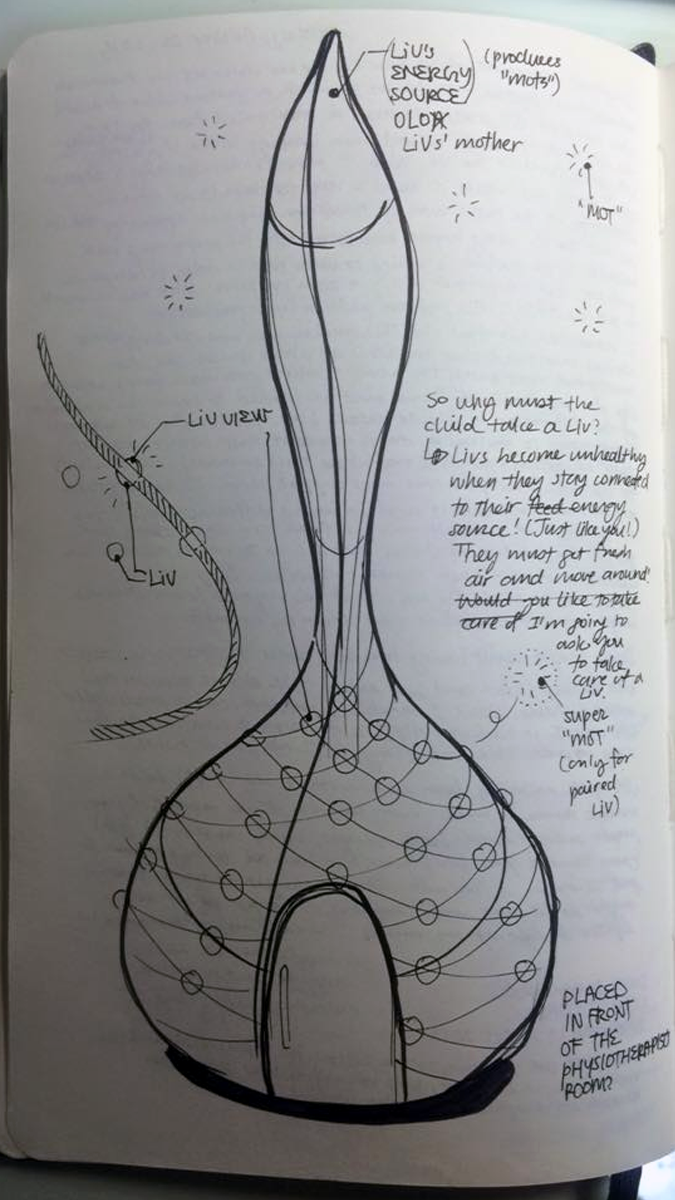 LiV's
ENERGY
SOURCE
(produces
"mots")
OLOA
LiVs' mother
"MOT"
LiV VIEW
LiV
So why must the
child take a Liv?
Livs become unhealthy
when they stay connected
to their feed energy
source! (Just like you!)
They must get fresh
air and move around!
Would you like to take
care of I'm going to
ask you
to take
care of a
Liv.
super
"MOT"
(only for
paired
Liv)
PLACED
IN FRONT
OF THE
PHYSIOTHERAPIST
ROOM?